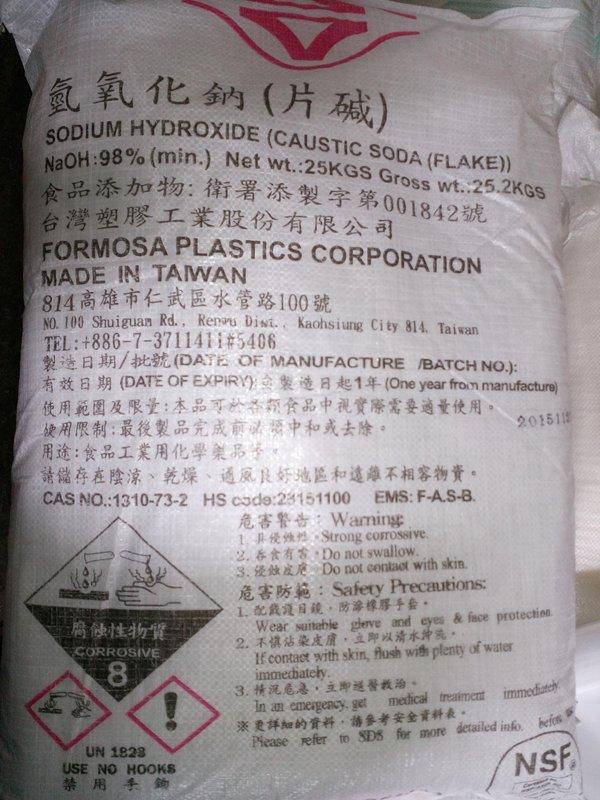 氫氧化鈉(片碱)
SODIUM HYDROXIDE (CAUSTIC SODA (FLAKE))
NaOH:98%(min.) Net wt.:25KGS Gross wt.:25.2KGS
食品添加物:衛署添製字第001842號
台灣塑膠工業股份有限公司
FORMOSA PLASTICS CORPORATION
MADE IN TAIWAN
814高雄市仁武區水管路100號
NO.100 Shuiguan Rd., Renwu Dist., Kaohsiung City 814, Taiwan
TEL:+886-7-3711411#5406
製造日期/批號(DATE OF MANUFACTURE /BATCH NO.):
有效日期(DATE OF EXPIRY):自製造日起1年(One year from manufacture)
使用範圍及限量:本品可於各類食品中視實際需要適量使用。
2015112
使用限制:最後製品完成前必須中和或去除。
用途:食品工業用化學藥品等。
請儲存在陰涼、乾燥、通風良好地區和遠離不相容物質。
CAS NO.:1310-73-2 HS code:28151100 EMS: F-A.S-B.
危害警告:Warning:
1. 具侵蝕性。Strong corrossive.
2. 吞食有害。Do not swallow.
3. 侵蝕皮膚。Do not contact with skin.
危害防範:Safety Precautions:
1. 配戴護目鏡,防濺橡膠手套。
Wear suitable glove and eyes & face protection.
2. 不慎沾染皮膚,立即以清水沖洗。
If contact with skin, flush with plenty of water
immediately.
3. 情況危急,立即送醫救治。
In an emergency, get medical treatment immediately
※更詳細的資料,請參考安全資料表。
Please refer to SDS for more detailed info. before
腐蝕性物質
CORROSIVE
8
UN 1823
USE NO HOOKS
禁用手鉤
NSF